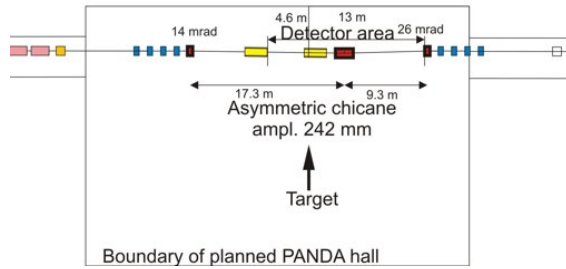 4.6 m 13 m
14 mrad Detector area 26 mrad
17.3 m 9.3 m
Asymmetric chicane
ampl. 242 mm
Target
Boundary of planned PANDA hall